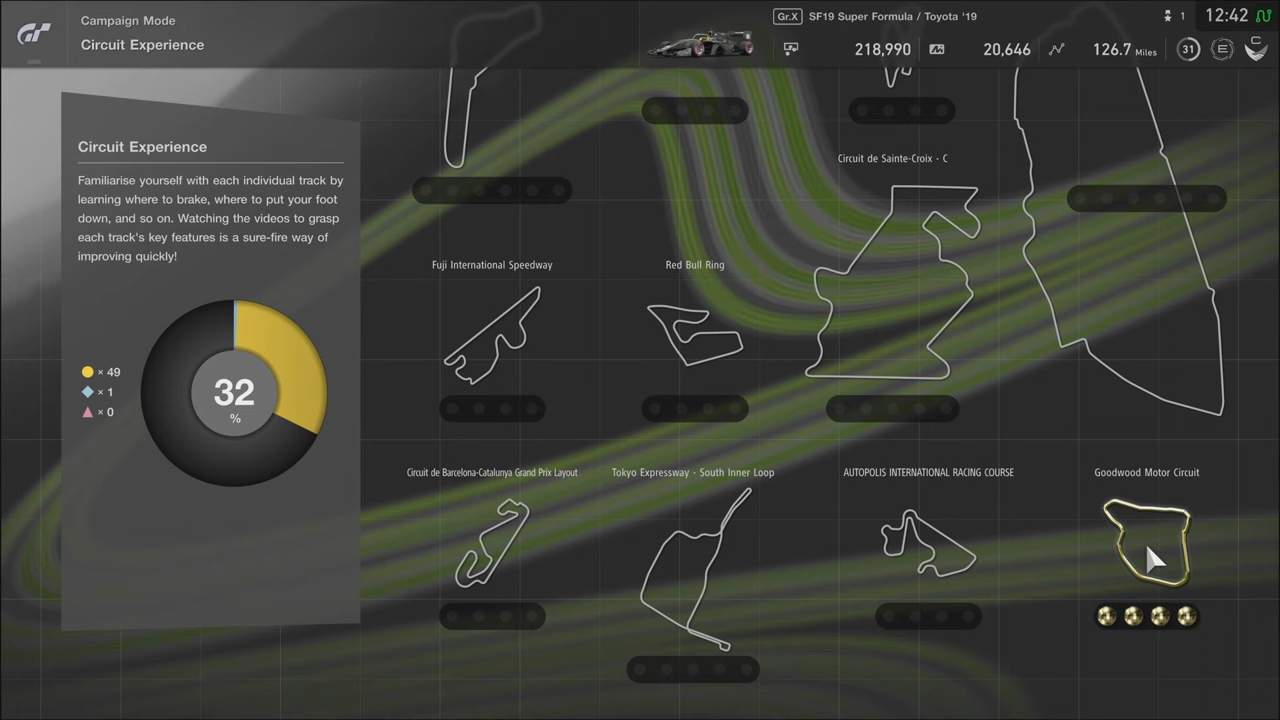 GT
Campaign Mode
Circuit Experience
Gr.X SF19 Super Formula / Toyota '19
1
12:42
218,990
20,646
126.7 Miles
31
E
C
Circuit Experience
Familiarise yourself with each individual track by
learning where to brake, where to put your foot
down, and so on. Watching the videos to grasp
each track's key features is a sure-fire way of
improving quickly!
× 49
× 1
× 0
32
%
Circuit de Sainte-Croix - C
Fuji International Speedway
Red Bull Ring
Circuit de Barcelona-Catalunya Grand Prix Layout
Tokyo Expressway - South Inner Loop
AUTOPOLIS INTERNATIONAL RACING COURSE
Goodwood Motor Circuit